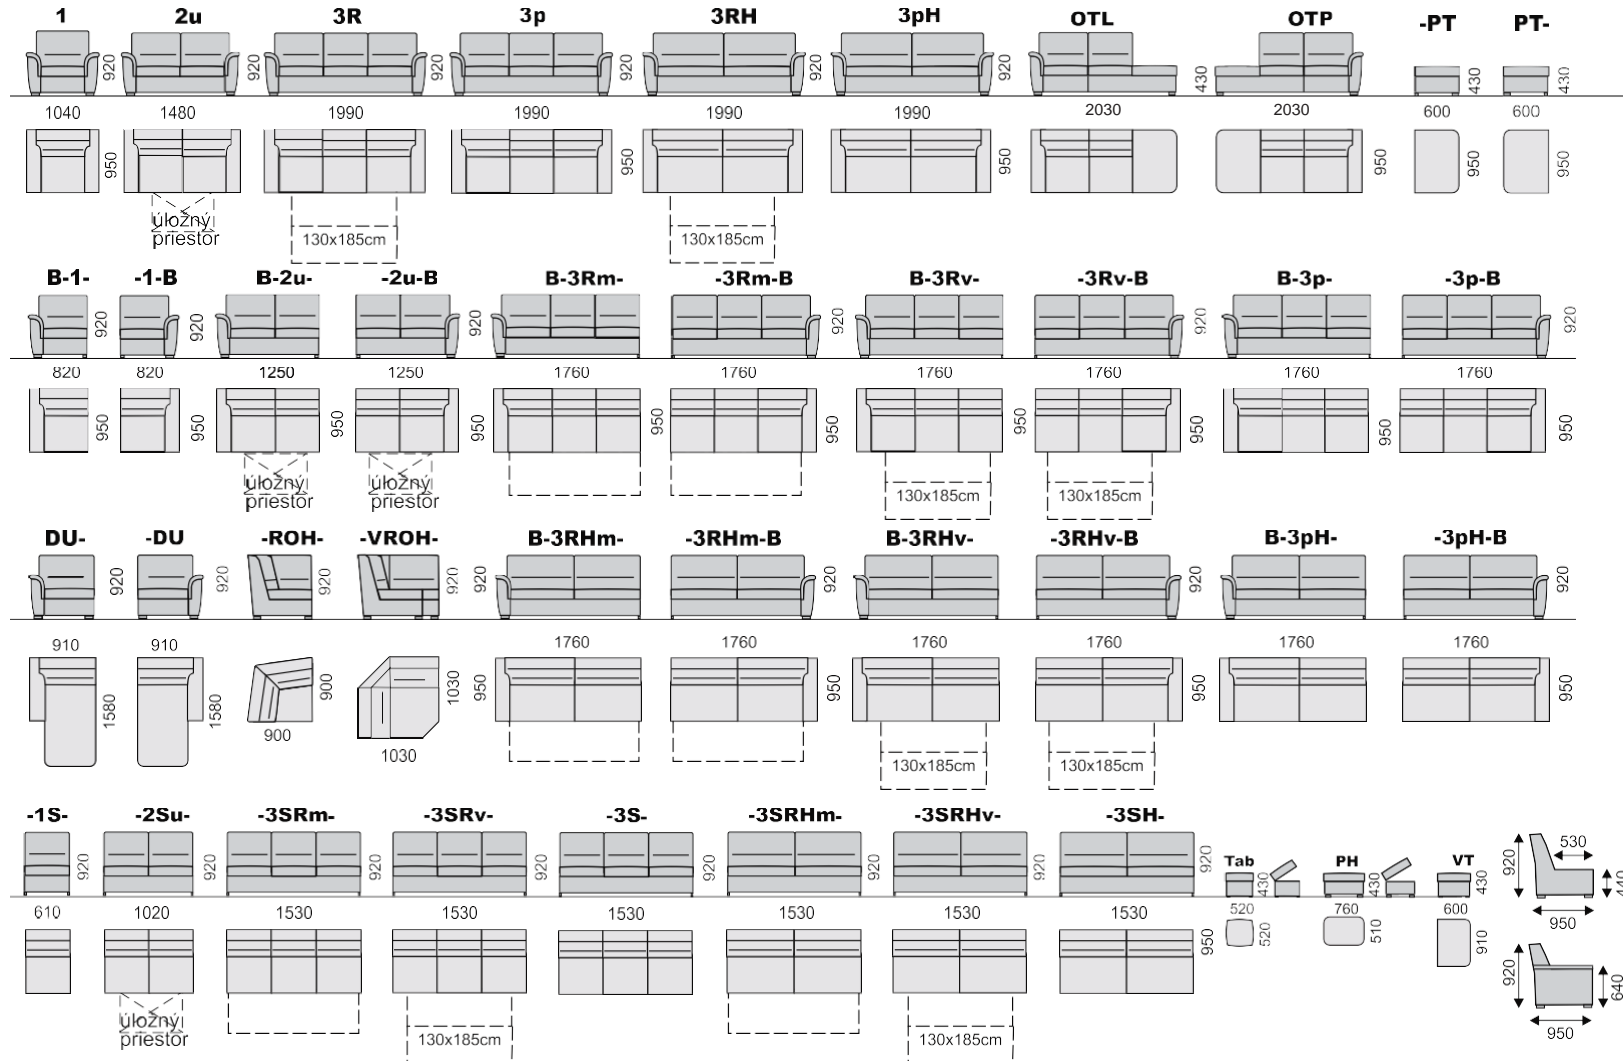 1 2u 3R 3p 3RH 3pH OTL OTP -PT PT-
920 920 920 920 920 920 430 430 430
1040 1480 1990 1990 1990 1990 2030 2030 600 600
950 950 950 950 950
úložný
priestor
130x185cm 130x185cm
B-1- -1-B B-2u- -2u-B B-3Rm- -3Rm-B B-3Rv- -3Rv-B B-3p- -3p-B
920 920 920 920 920 920
820 820 1250 1250 1760 1760 1760 1760 1760 1760
950 950 950 950 950 950 950 950 950
úložný úložný
priestor priestor
130x185cm 130x185cm
DU- -DU -ROH- -VROH- B-3RHm- -3RHm-B B-3RHv- -3RHv-B B-3pH- -3pH-B
920 920 920 920 920 920 920 920
910 910 1760 1760 1760 1760 1760 1760
1580 1580 900 1030 950 950 950 950
900 1030
130x185cm 130x185cm
-1S- -2Su- -3SRm- -3SRv- -3S- -3SRHm- -3SRHv- -3SH-
Tab PH VT
920 920 920 920 920 920 920 920 430 430 430 920 530 440
610 1020 1530 1530 1530 1530 1530 1530 520 760 600 950
950 520 510 910
úložný
priestor
130x185cm 130x185cm
920 640
950